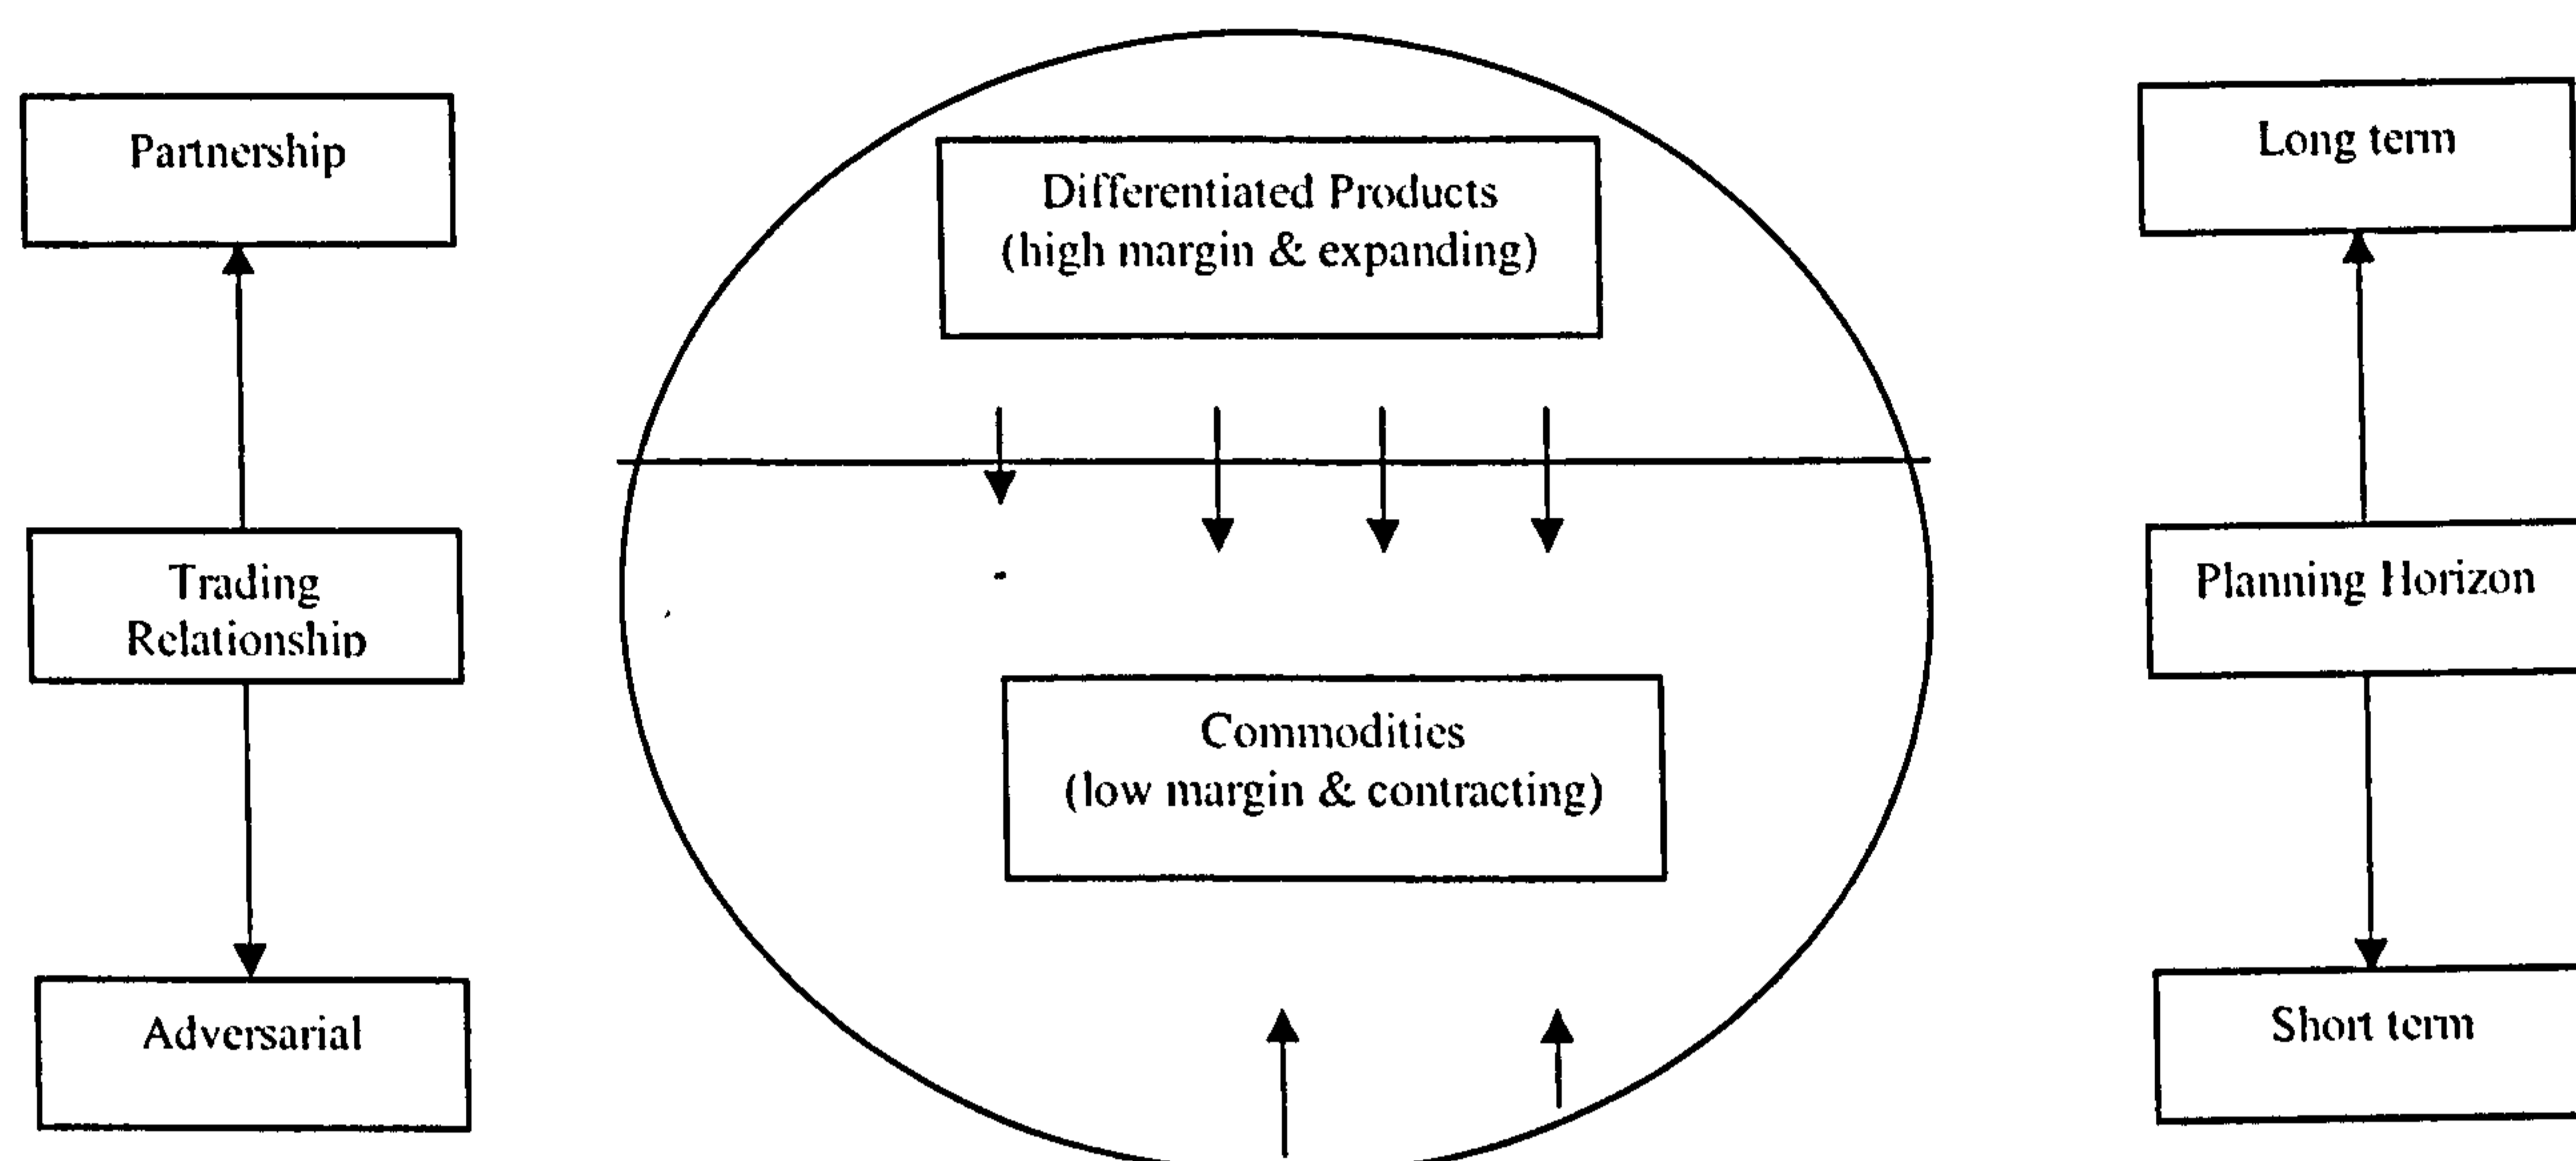 Partnership
Differentiated Products
(high margin & expanding)
Long term
Trading
Relationship
Planning Horizon
Commodities
(low margin & contracting)
Adversarial
Short term